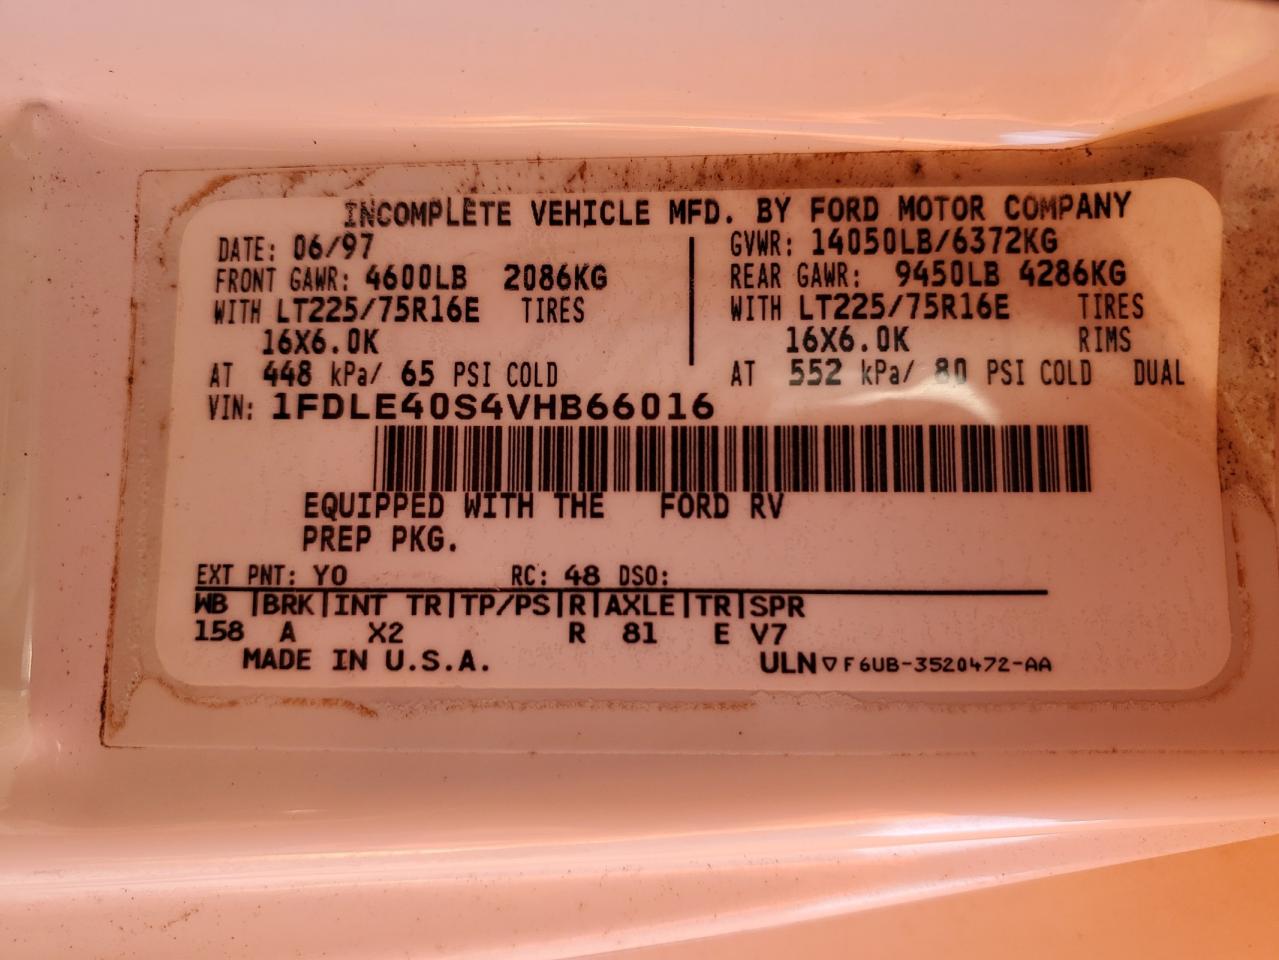 INCOMPLETE VEHICLE MFD. BY FORD MOTOR COMPANY
DATE: 06/97
FRONT GAWR: 4600LB 2086KG
WITH LT225/75R16E TIRES
16X6.0K
AT 448 kPa/ 65 PSI COLD
GVWR: 14050LB/6372KG
REAR GAWR: 9450LB 4286KG
WITH LT225/75R16E TIRES
16X6.0K RIMS
AT 552 kPa/ 80 PSI COLD DUAL
VIN: 1FDLE40S4VHB66016
EQUIPPED WITH THE FORD RV
PREP PKG.
EXT PNT: YO RC: 48 DSO:
WB |BRK|INT TR|TP/PS|R|AXLE|TR|SPR
158 A X2 R 81 E V7
MADE IN U.S.A. ULN▽F6UB-3520472-AA